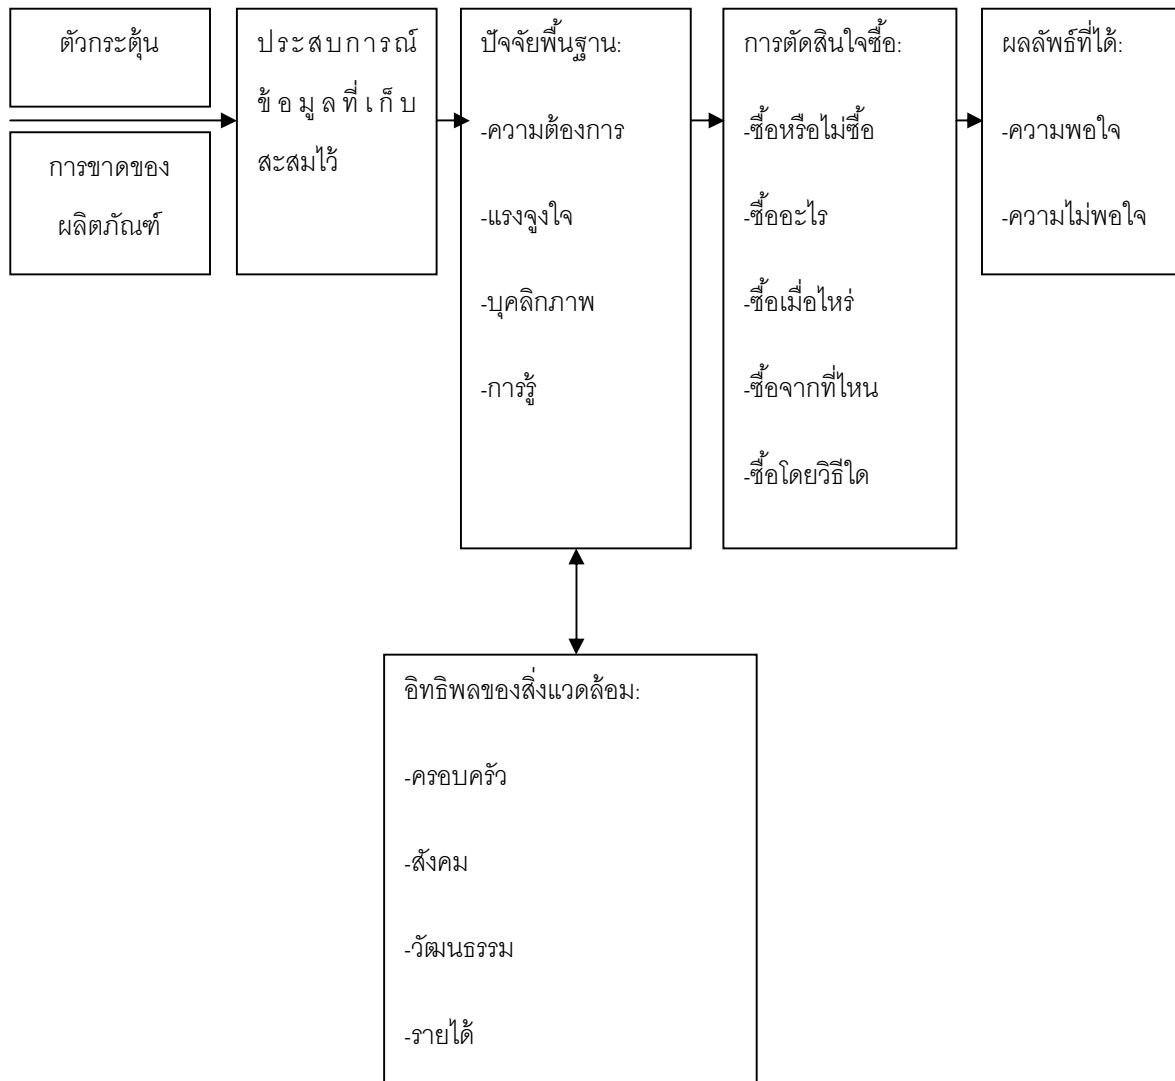 ตัวกระตุ้น
การขาดของ
ผลิตภัณฑ์
ประสบการณ์
ข้อมูลที่เก็บ
สะสมไว้
ปัจจัยพื้นฐาน:
-ความต้องการ
-แรงจูงใจ
-บุคลิกภาพ
-การรู้
การตัดสินใจซื้อ:
-ซื้อหรือไม่ซื้อ
-ซื้ออะไร
-ซื้อเมื่อไหร่
-ซื้อจากที่ไหน
-ซื้อโดยวิธีใด
ผลลัพธ์ที่ได้:
-ความพอใจ
-ความไม่พอใจ
อิทธิพลของสิ่งแวดล้อม:
-ครอบครัว
-สังคม
-วัฒนธรรม
-รายได้